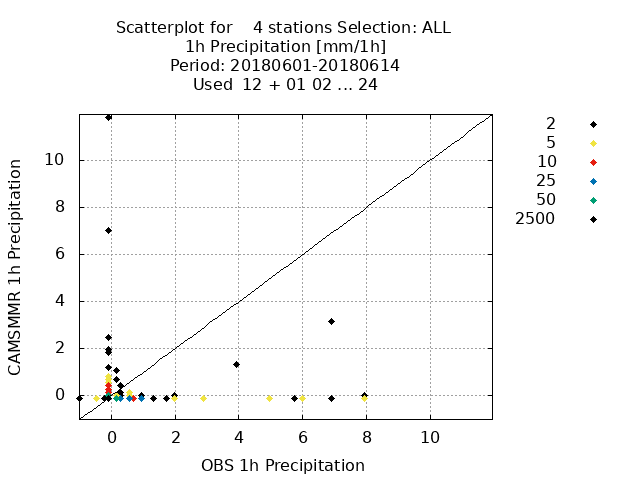 Scatterplot for 4 stations Selection: ALL
1h Precipitation [mm/1h]
Period: 20180601-20180614
Used 12 + 01 02 ... 24
2
5
10
25
50
2500
CAMSMMR 1h Precipitation
10
8
6
4
2
0
0 2 4 6 8 10
OBS 1h Precipitation